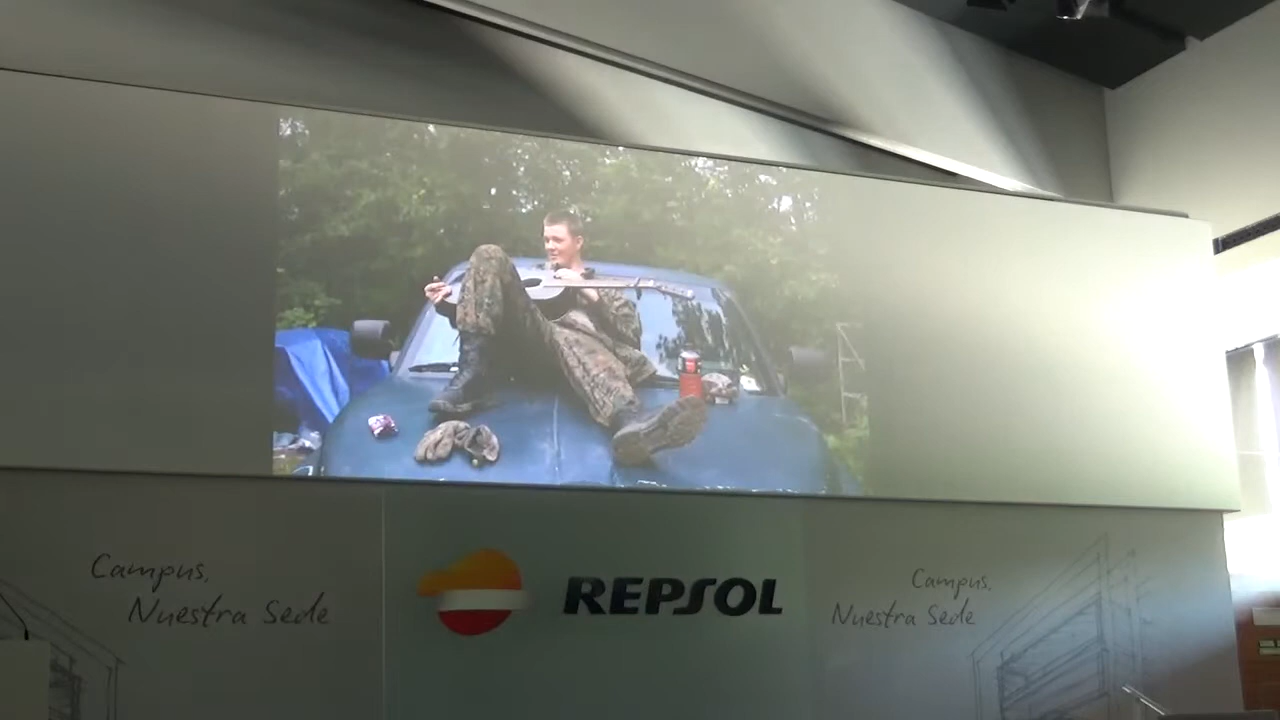 Campus,
Nuestra Sede
REPSOL
Campus,
Nuestra Sede